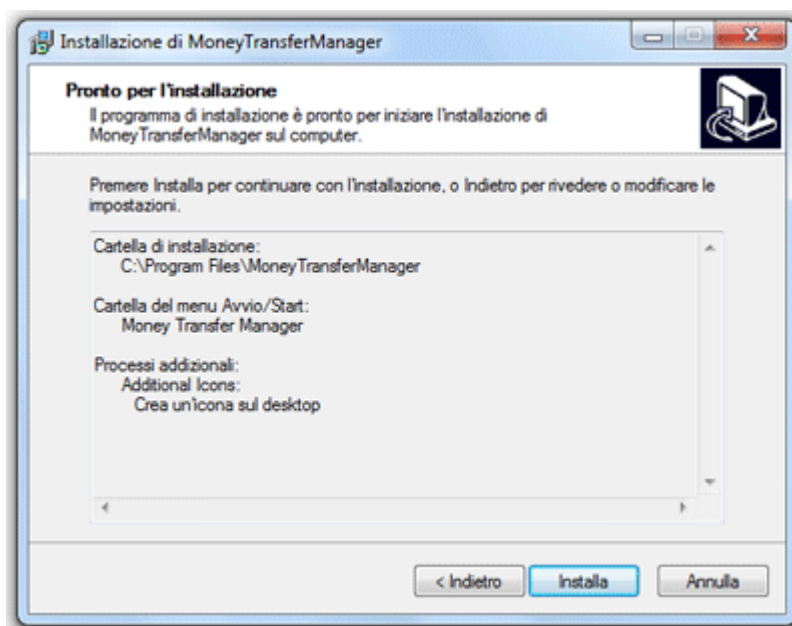 Installazione di MoneyTransferManager
Pronto per l'installazione
Il programma di installazione è pronto per iniziare l'installazione di
MoneyTransferManager sul computer.
Premere Installa per continuare con l'installazione, o Indietro per rivedere o modificare le
impostazioni.
Cartella di installazione:
C:\Program Files\MoneyTransferManager
Cartella del menu Avvio/Start:
Money Transfer Manager
Processi addizionali:
Additional Icons:
Crea un'icona sul desktop
< Indietro
Installa
Annulla